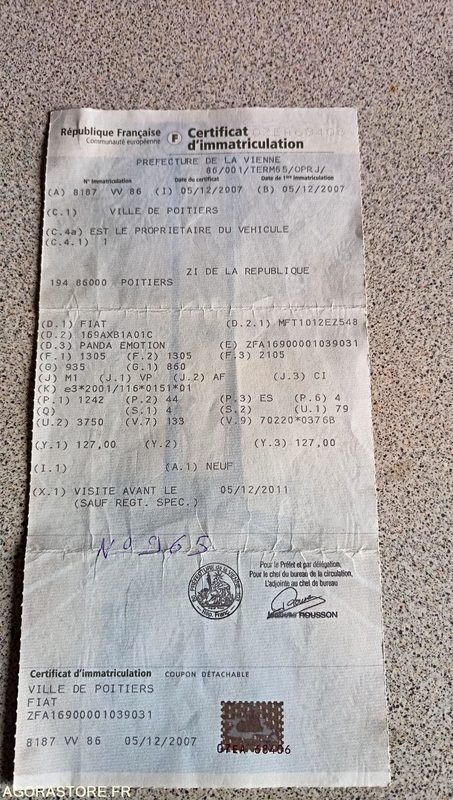 République Française
Communauté européenne
F
Certificat d'immatriculation
PREFECTURE DE LA VIENNE
86/001/TERM65/OPRJ/
N° Immatriculation Date du certificat Date de 1ère immatriculation
(A) 8187 VV 86 (I) 05/12/2007 (B) 05/12/2007
(C.1) VILLE DE POITIERS
(C.4a) EST LE PROPRIETAIRE DU VEHICULE
(C.4.1) 1
ZI DE LA REPUBLIQUE
194 86000 POITIERS
(D.1) FIAT (D.2.1) MFT1012EZ548
(D.2) 169AXB1A01C
(D.3) PANDA EMOTION (E) ZFA16900001039031
(F.1) 1305 (F.2) 1305 (F.3) 2105
(G) 935 (G.1) 860
(J) M1 (J.1) VP (J.2) AF (J.3) CI
(K) e3*2001/116*0151*01
(P.1) 1242 (P.2) 44 (P.3) ES (P.6) 4
(Q) (S.1) 4 (S.2) (U.1) 79
(U.2) 3750 (V.7) 133 (V.9) 70220*0376B
(Y.1) 127,00 (Y.2) (Y.3) 127,00
(I.1) (A.1) NEUF
(X.1) VISITE AVANT LE 05/12/2011
(SAUF REGT. SPEC.)
N° 965
Pour le Préfet et par délégation,
Pour le chef du bureau de la circulation,
L'adjointe au chef de bureau
ROUSSON
PREFECTURE DE LA VIENNE
Rép. Franç.
Certificat d'immatriculation COUPON DÉTACHABLE
VILLE DE POITIERS
FIAT
ZFA16900001039031
8187 VV 86 05/12/2007
07EA 68406
AGORASTORE.FR